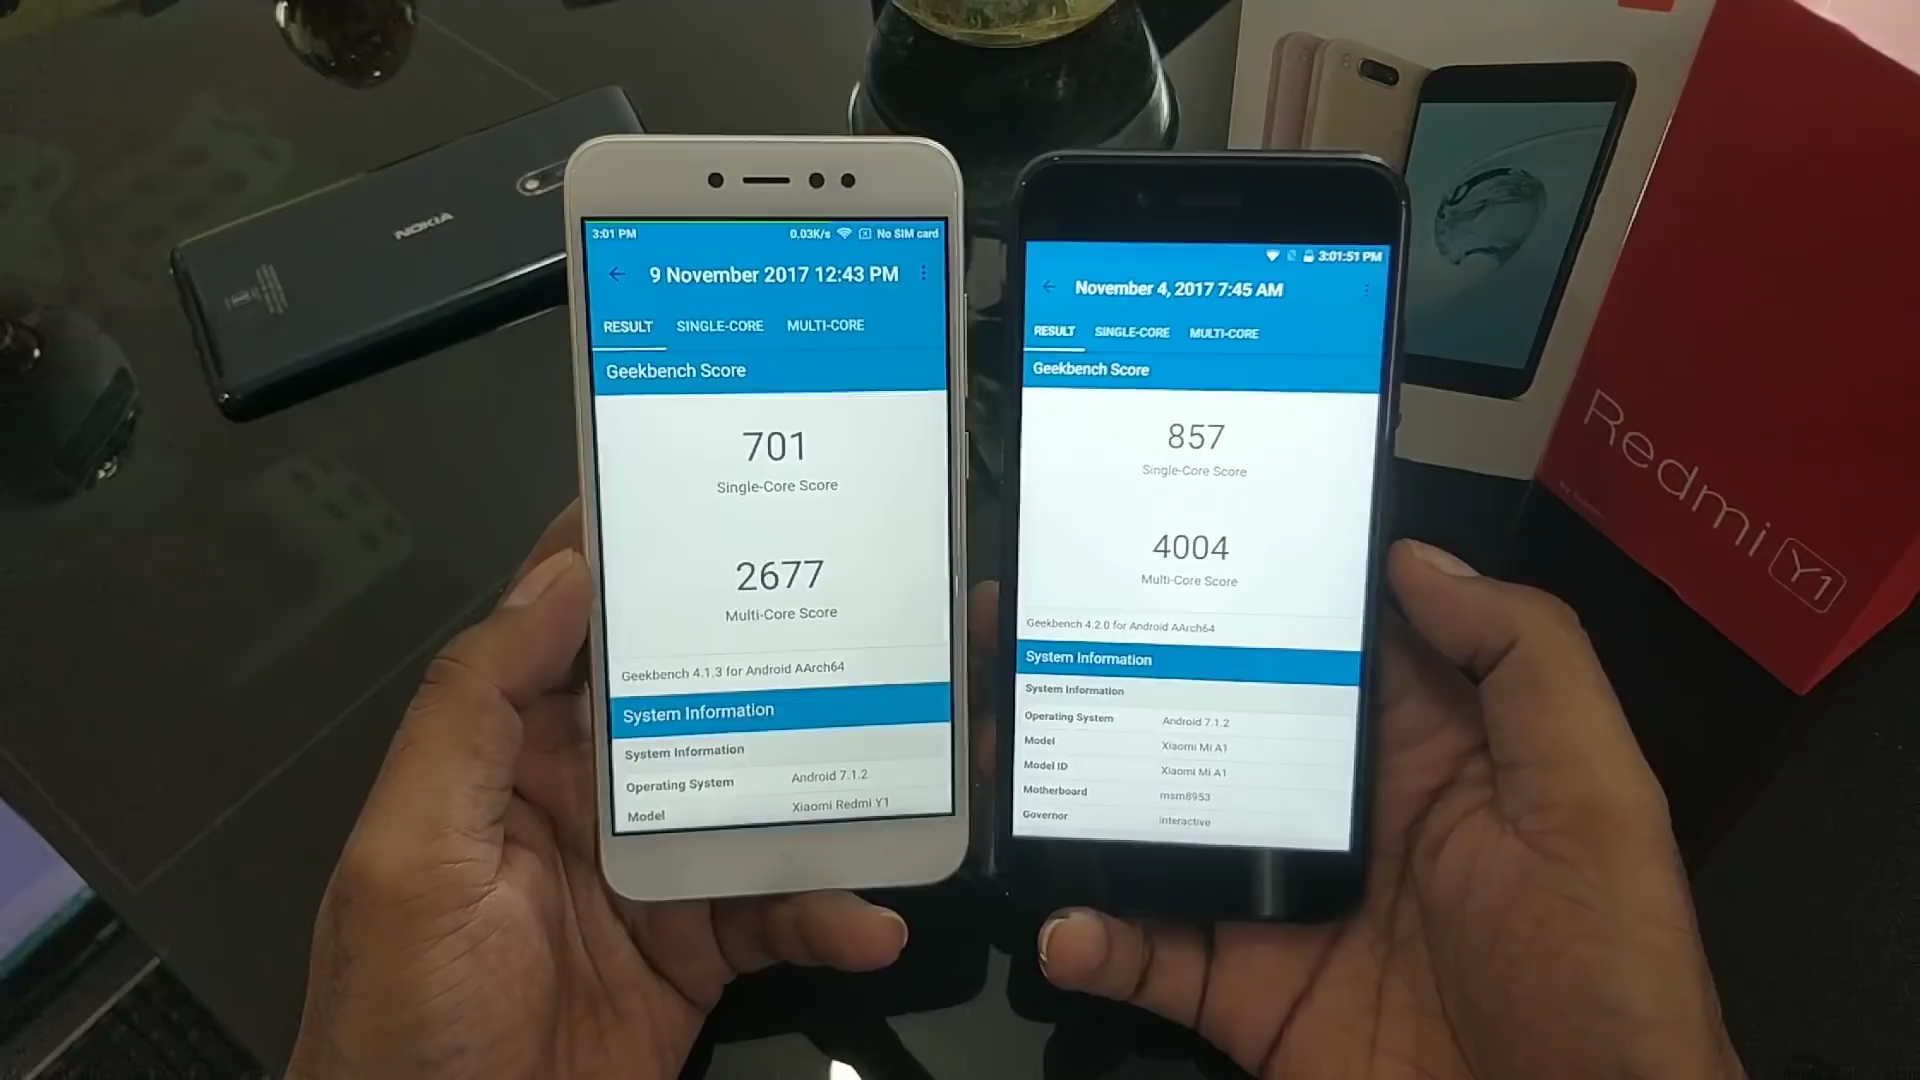 NOKIA
3:01 PM
0.03K/s
No SIM card
9 November 2017 12:43 PM
RESULT SINGLE-CORE MULTI-CORE
Geekbench Score
701
Single-Core Score
2677
Multi-Core Score
Geekbench 4.1.3 for Android AArch64
System Information
System Information
Operating System Android 7.1.2
Model Xiaomi Redmi Y1
3:01:51 PM
November 4, 2017 7:45 AM
RESULT SINGLE-CORE MULTI-CORE
Geekbench Score
857
Single-Core Score
4004
Multi-Core Score
Geekbench 4.2.0 for Android AArch64
System Information
System Information
Operating System Android 7.1.2
Model Xiaomi Mi A1
Model ID Xiaomi Mi A1
Motherboard msm8953
Governor interactive
Redmi Y1